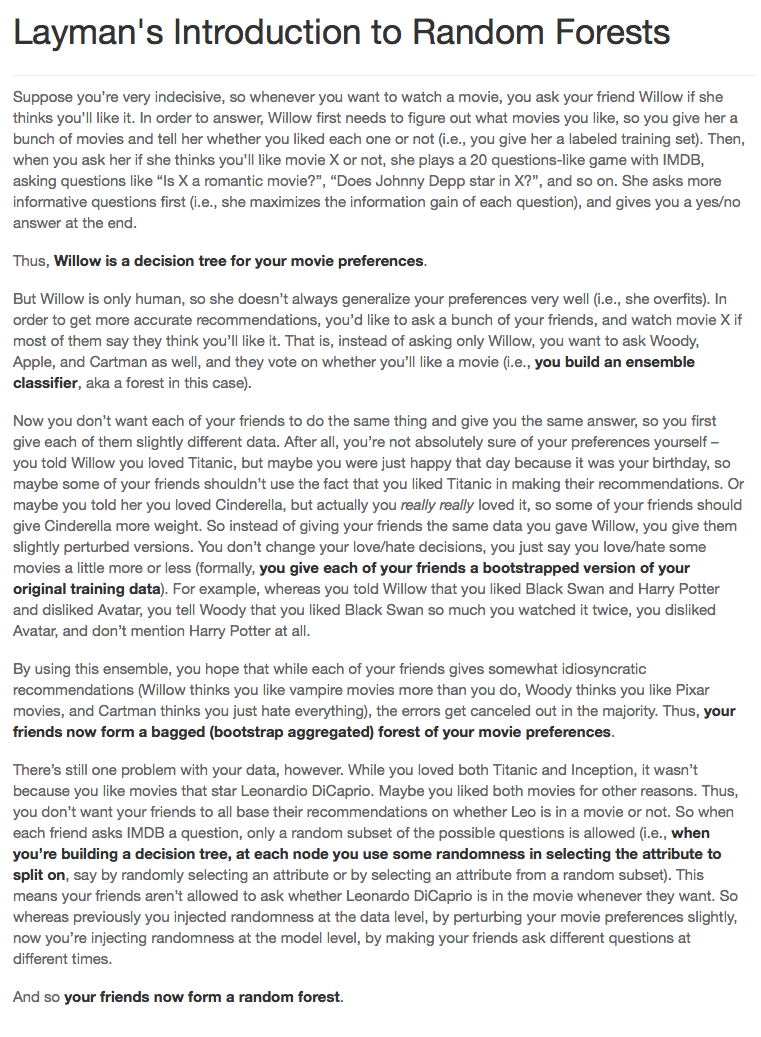 Layman's Introduction to Random Forests
Suppose you’re very indecisive, so whenever you want to watch a movie, you ask your friend Willow if she
thinks you’ll like it. In order to answer, Willow first needs to figure out what movies you like, so you give her a
bunch of movies and tell her whether you liked each one or not (i.e., you give her a labeled training set). Then,
when you ask her if she thinks you’ll like movie X or not, she plays a 20 questions-like game with IMDB,
asking questions like “Is X a romantic movie?”, “Does Johnny Depp star in X?”, and so on. She asks more
informative questions first (i.e., she maximizes the information gain of each question), and gives you a yes/no
answer at the end.
Thus, Willow is a decision tree for your movie preferences.
But Willow is only human, so she doesn’t always generalize your preferences very well (i.e., she overfits). In
order to get more accurate recommendations, you’d like to ask a bunch of your friends, and watch movie X if
most of them say they think you’ll like it. That is, instead of asking only Willow, you want to ask Woody,
Apple, and Cartman as well, and they vote on whether you’ll like a movie (i.e., you build an ensemble
classifier, aka a forest in this case).
Now you don’t want each of your friends to do the same thing and give you the same answer, so you first
give each of them slightly different data. After all, you’re not absolutely sure of your preferences yourself –
you told Willow you loved Titanic, but maybe you were just happy that day because it was your birthday, so
maybe some of your friends shouldn’t use the fact that you liked Titanic in making their recommendations. Or
maybe you told her you loved Cinderella, but actually you really really loved it, so some of your friends should
give Cinderella more weight. So instead of giving your friends the same data you gave Willow, you give them
slightly perturbed versions. You don’t change your love/hate decisions, you just say you love/hate some
movies a little more or less (formally, you give each of your friends a bootstrapped version of your
original training data). For example, whereas you told Willow that you liked Black Swan and Harry Potter
and disliked Avatar, you tell Woody that you liked Black Swan so much you watched it twice, you disliked
Avatar, and don’t mention Harry Potter at all.
By using this ensemble, you hope that while each of your friends gives somewhat idiosyncratic
recommendations (Willow thinks you like vampire movies more than you do, Woody thinks you like Pixar
movies, and Cartman thinks you just hate everything), the errors get canceled out in the majority. Thus, your
friends now form a bagged (bootstrap aggregated) forest of your movie preferences.
There’s still one problem with your data, however. While you loved both Titanic and Inception, it wasn’t
because you like movies that star Leonardo DiCaprio. Maybe you liked both movies for other reasons. Thus,
you don’t want your friends to all base their recommendations on whether Leo is in a movie or not. So when
each friend asks IMDB a question, only a random subset of the possible questions is allowed (i.e., when
you’re building a decision tree, at each node you use some randomness in selecting the attribute to
split on, say by randomly selecting an attribute or by selecting an attribute from a random subset). This
means your friends aren’t allowed to ask whether Leonardo DiCaprio is in the movie whenever they want. So
whereas previously you injected randomness at the data level, by perturbing your movie preferences slightly,
now you’re injecting randomness at the model level, by making your friends ask different questions at
different times.
And so your friends now form a random forest.